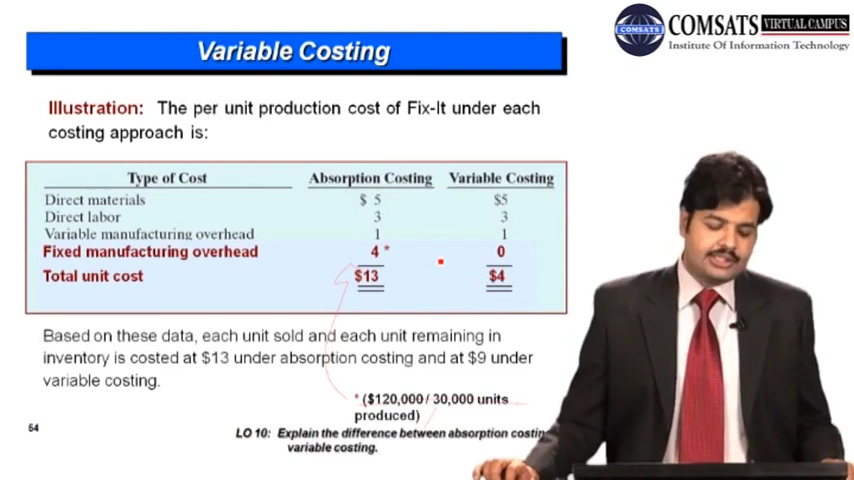 COMSATS VIRTUAL CAMPUS
COMSATS
Institute Of Information Technology
Variable Costing
Illustration: The per unit production cost of Fix-It under each
costing approach is:
Type of Cost Absorption Costing Variable Costing
Direct materials $ 5 $5
Direct labor 3 3
Variable manufacturing overhead 1 1
Fixed manufacturing overhead 4 * 0
Total unit cost $13 $4
Based on these data, each unit sold and each unit remaining in
inventory is costed at $13 under absorption costing and at $9 under
variable costing.
* ($120,000 / 30,000 units
produced)
54
LO 10: Explain the difference between absorption costin
variable costing.